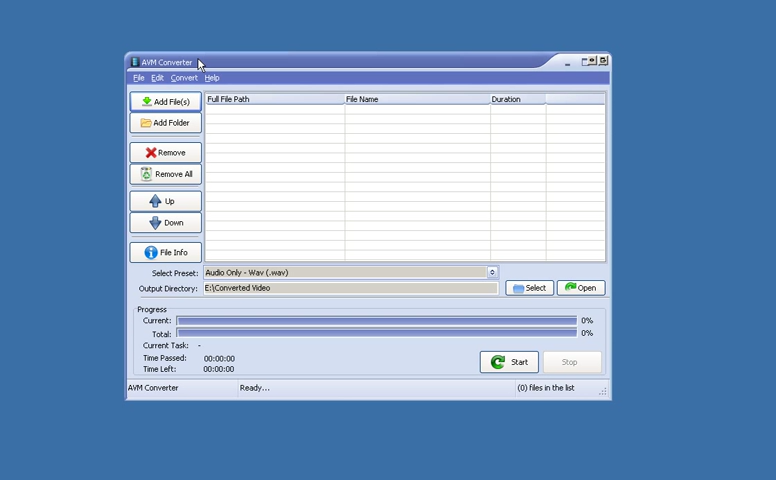 AVM Converter
File Edit Convert Help
Add File(s)
Add Folder
Remove
Remove All
Up
Down
File Info
Full File Path File Name Duration
Select Preset: Audio Only - Wav (.wav)
Output Directory: E:\Converted Video Select Open
Progress
Current: 0%
Total: 0%
Current Task: -
Time Passed: 00:00:00
Time Left: 00:00:00
Start Stop
AVM Converter Ready... (0) files in the list